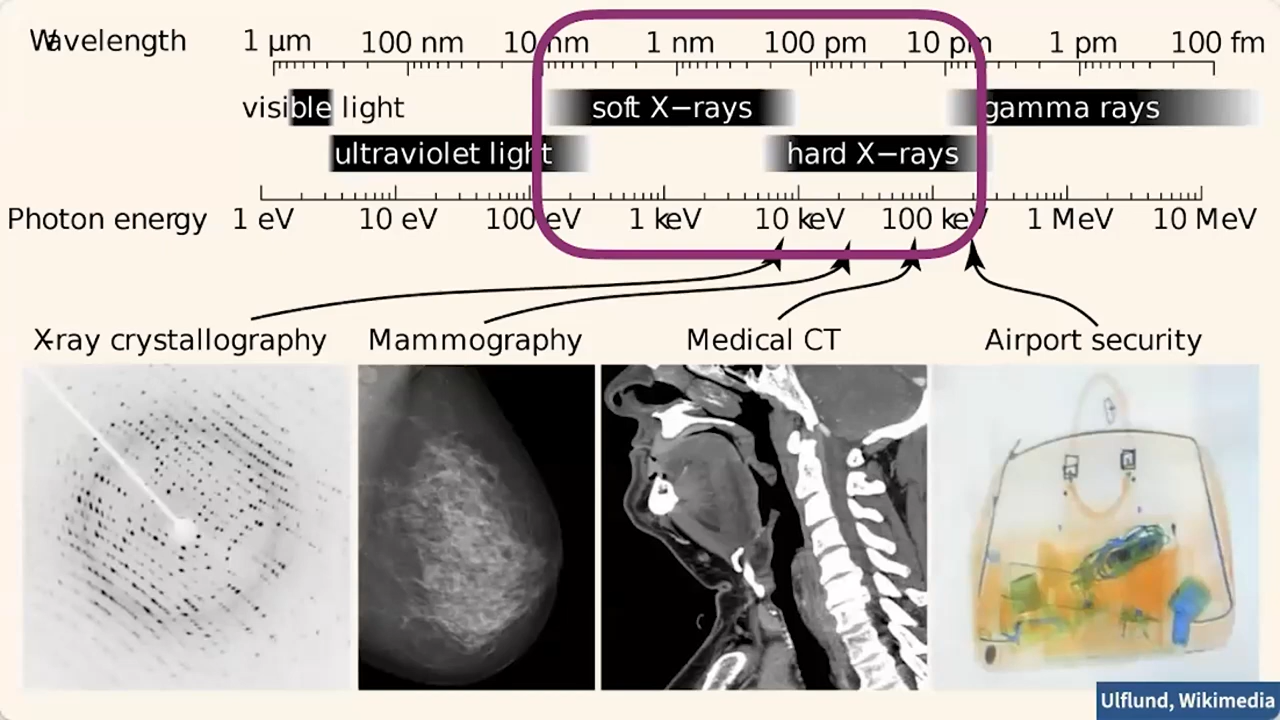 Wavelength 1 µm 100 nm 10 nm 1 nm 100 pm 10 pm 1 pm 100 fm
visible light soft X−rays gamma rays
ultraviolet light hard X−rays
Photon energy 1 eV 10 eV 100 eV 1 keV 10 keV 100 keV 1 MeV 10 MeV
X-ray crystallography Mammography Medical CT Airport security
Ulflund, Wikimedia